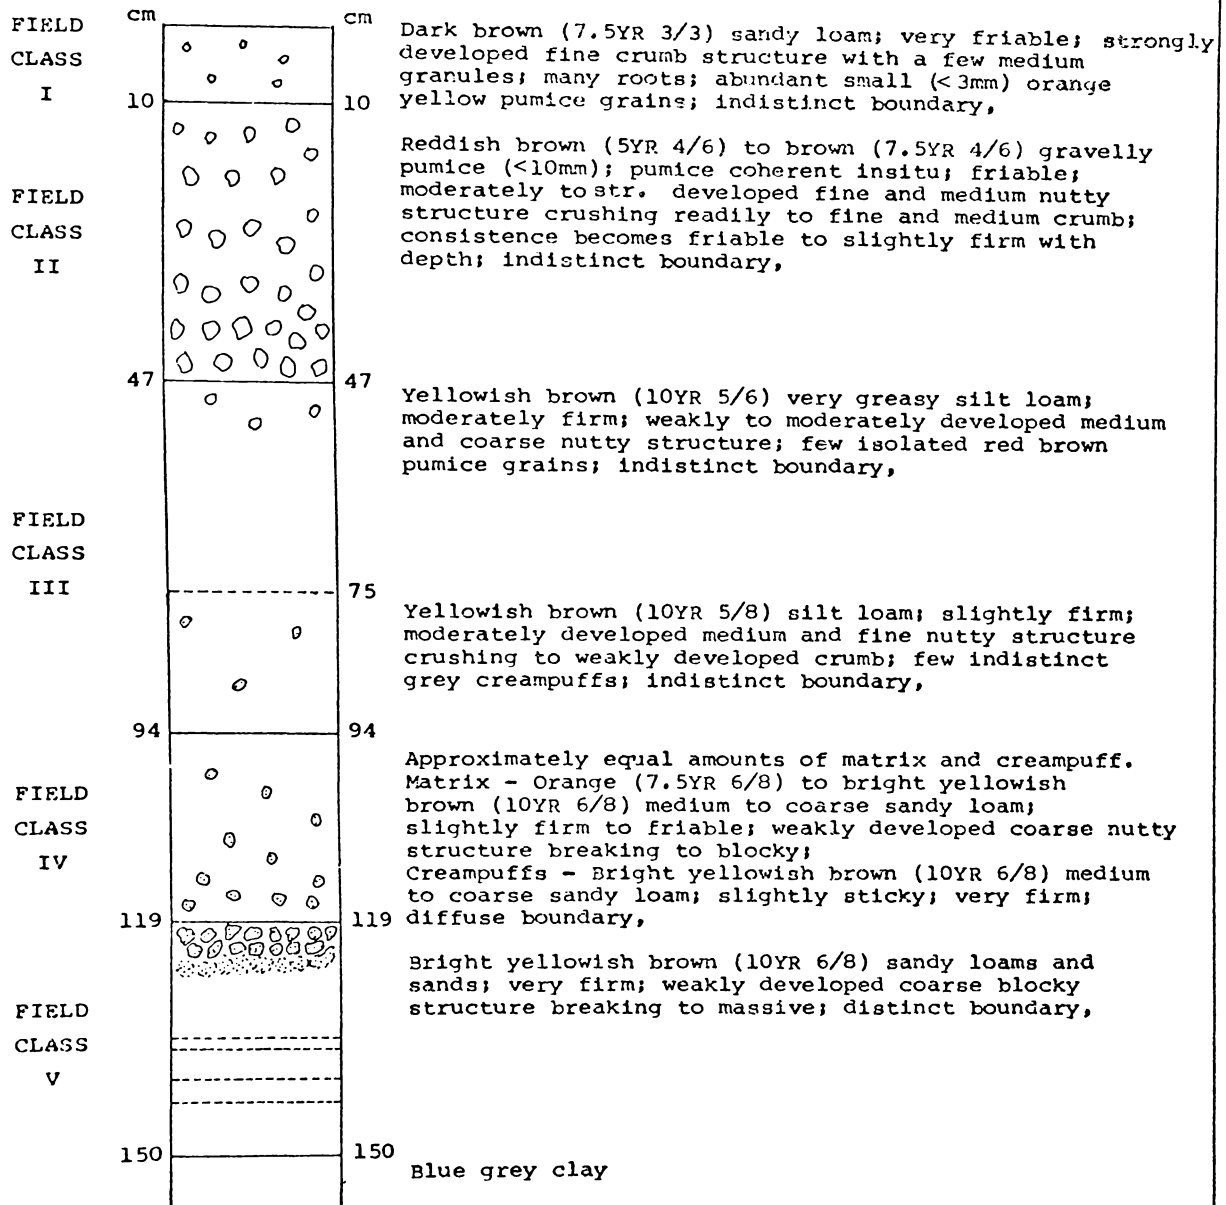 cm cm
FIELD
CLASS
I
Dark brown (7.5YR 3/3) sandy loam; very friable; strongly
developed fine crumb structure with a few medium
granules; many roots; abundant small (<3mm) orange
10 10 yellow pumice grains; indistinct boundary,
FIELD
CLASS
II
Reddish brown (5YR 4/6) to brown (7.5YR 4/6) gravelly
pumice (<10mm); pumice coherent insitu; friable;
moderately to str. developed fine and medium nutty
structure crushing readily to fine and medium crumb;
consistence becomes friable to slightly firm with
depth; indistinct boundary,
47 47
Yellowish brown (10YR 5/6) very greasy silt loam;
moderately firm; weakly to moderately developed medium
and coarse nutty structure; few isolated red brown
pumice grains; indistinct boundary,
FIELD
CLASS
III
75
Yellowish brown (10YR 5/8) silt loam; slightly firm;
moderately developed medium and fine nutty structure
crushing to weakly developed crumb; few indistinct
grey creampuffs; indistinct boundary,
94 94
FIELD
CLASS
IV
Approximately equal amounts of matrix and creampuff.
Matrix - Orange (7.5YR 6/8) to bright yellowish
brown (10YR 6/8) medium to coarse sandy loam;
slightly firm to friable; weakly developed coarse nutty
structure breaking to blocky;
Creampuffs - Bright yellowish brown (10YR 6/8) medium
to coarse sandy loam; slightly sticky; very firm;
119 119 diffuse boundary,
Bright yellowish brown (10YR 6/8) sandy loams and
sands; very firm; weakly developed coarse blocky
structure breaking to massive; distinct boundary,
FIELD
CLASS
V
150 150
Blue grey clay